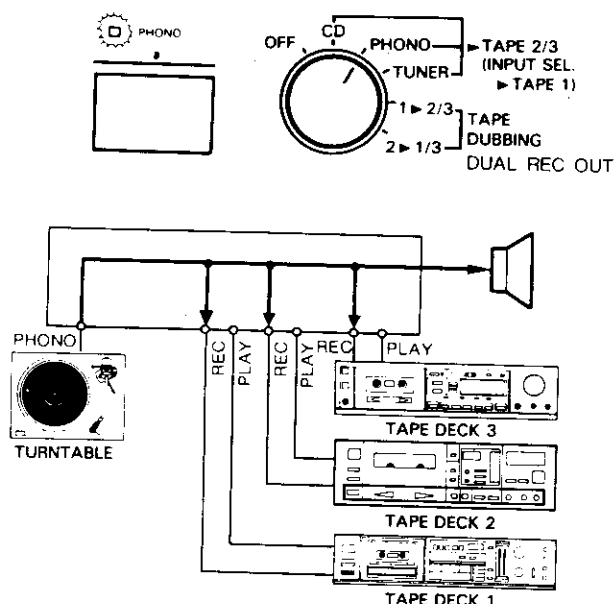 PHONO
OFF
CD
PHONO
TUNER
1 ▶ 2/3
2 ▶ 1/3
▶ TAPE 2/3
(INPUT SEL.
▶ TAPE 1)
TAPE
DUBBING
DUAL REC OUT
PHONO
REC
PLAY
REC
PLAY
REC
PLAY
TURNTABLE
TAPE DECK 3
TAPE DECK 2
TAPE DECK 1